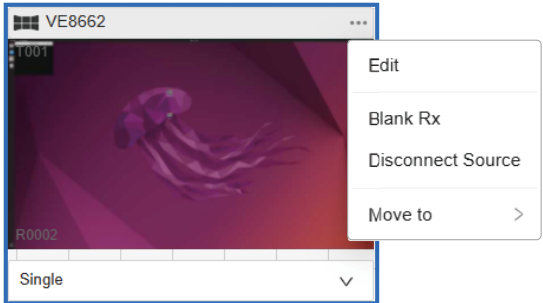 VE8662
T001
Edit
Blank Rx
Disconnect Source
Move to
R0002
Single